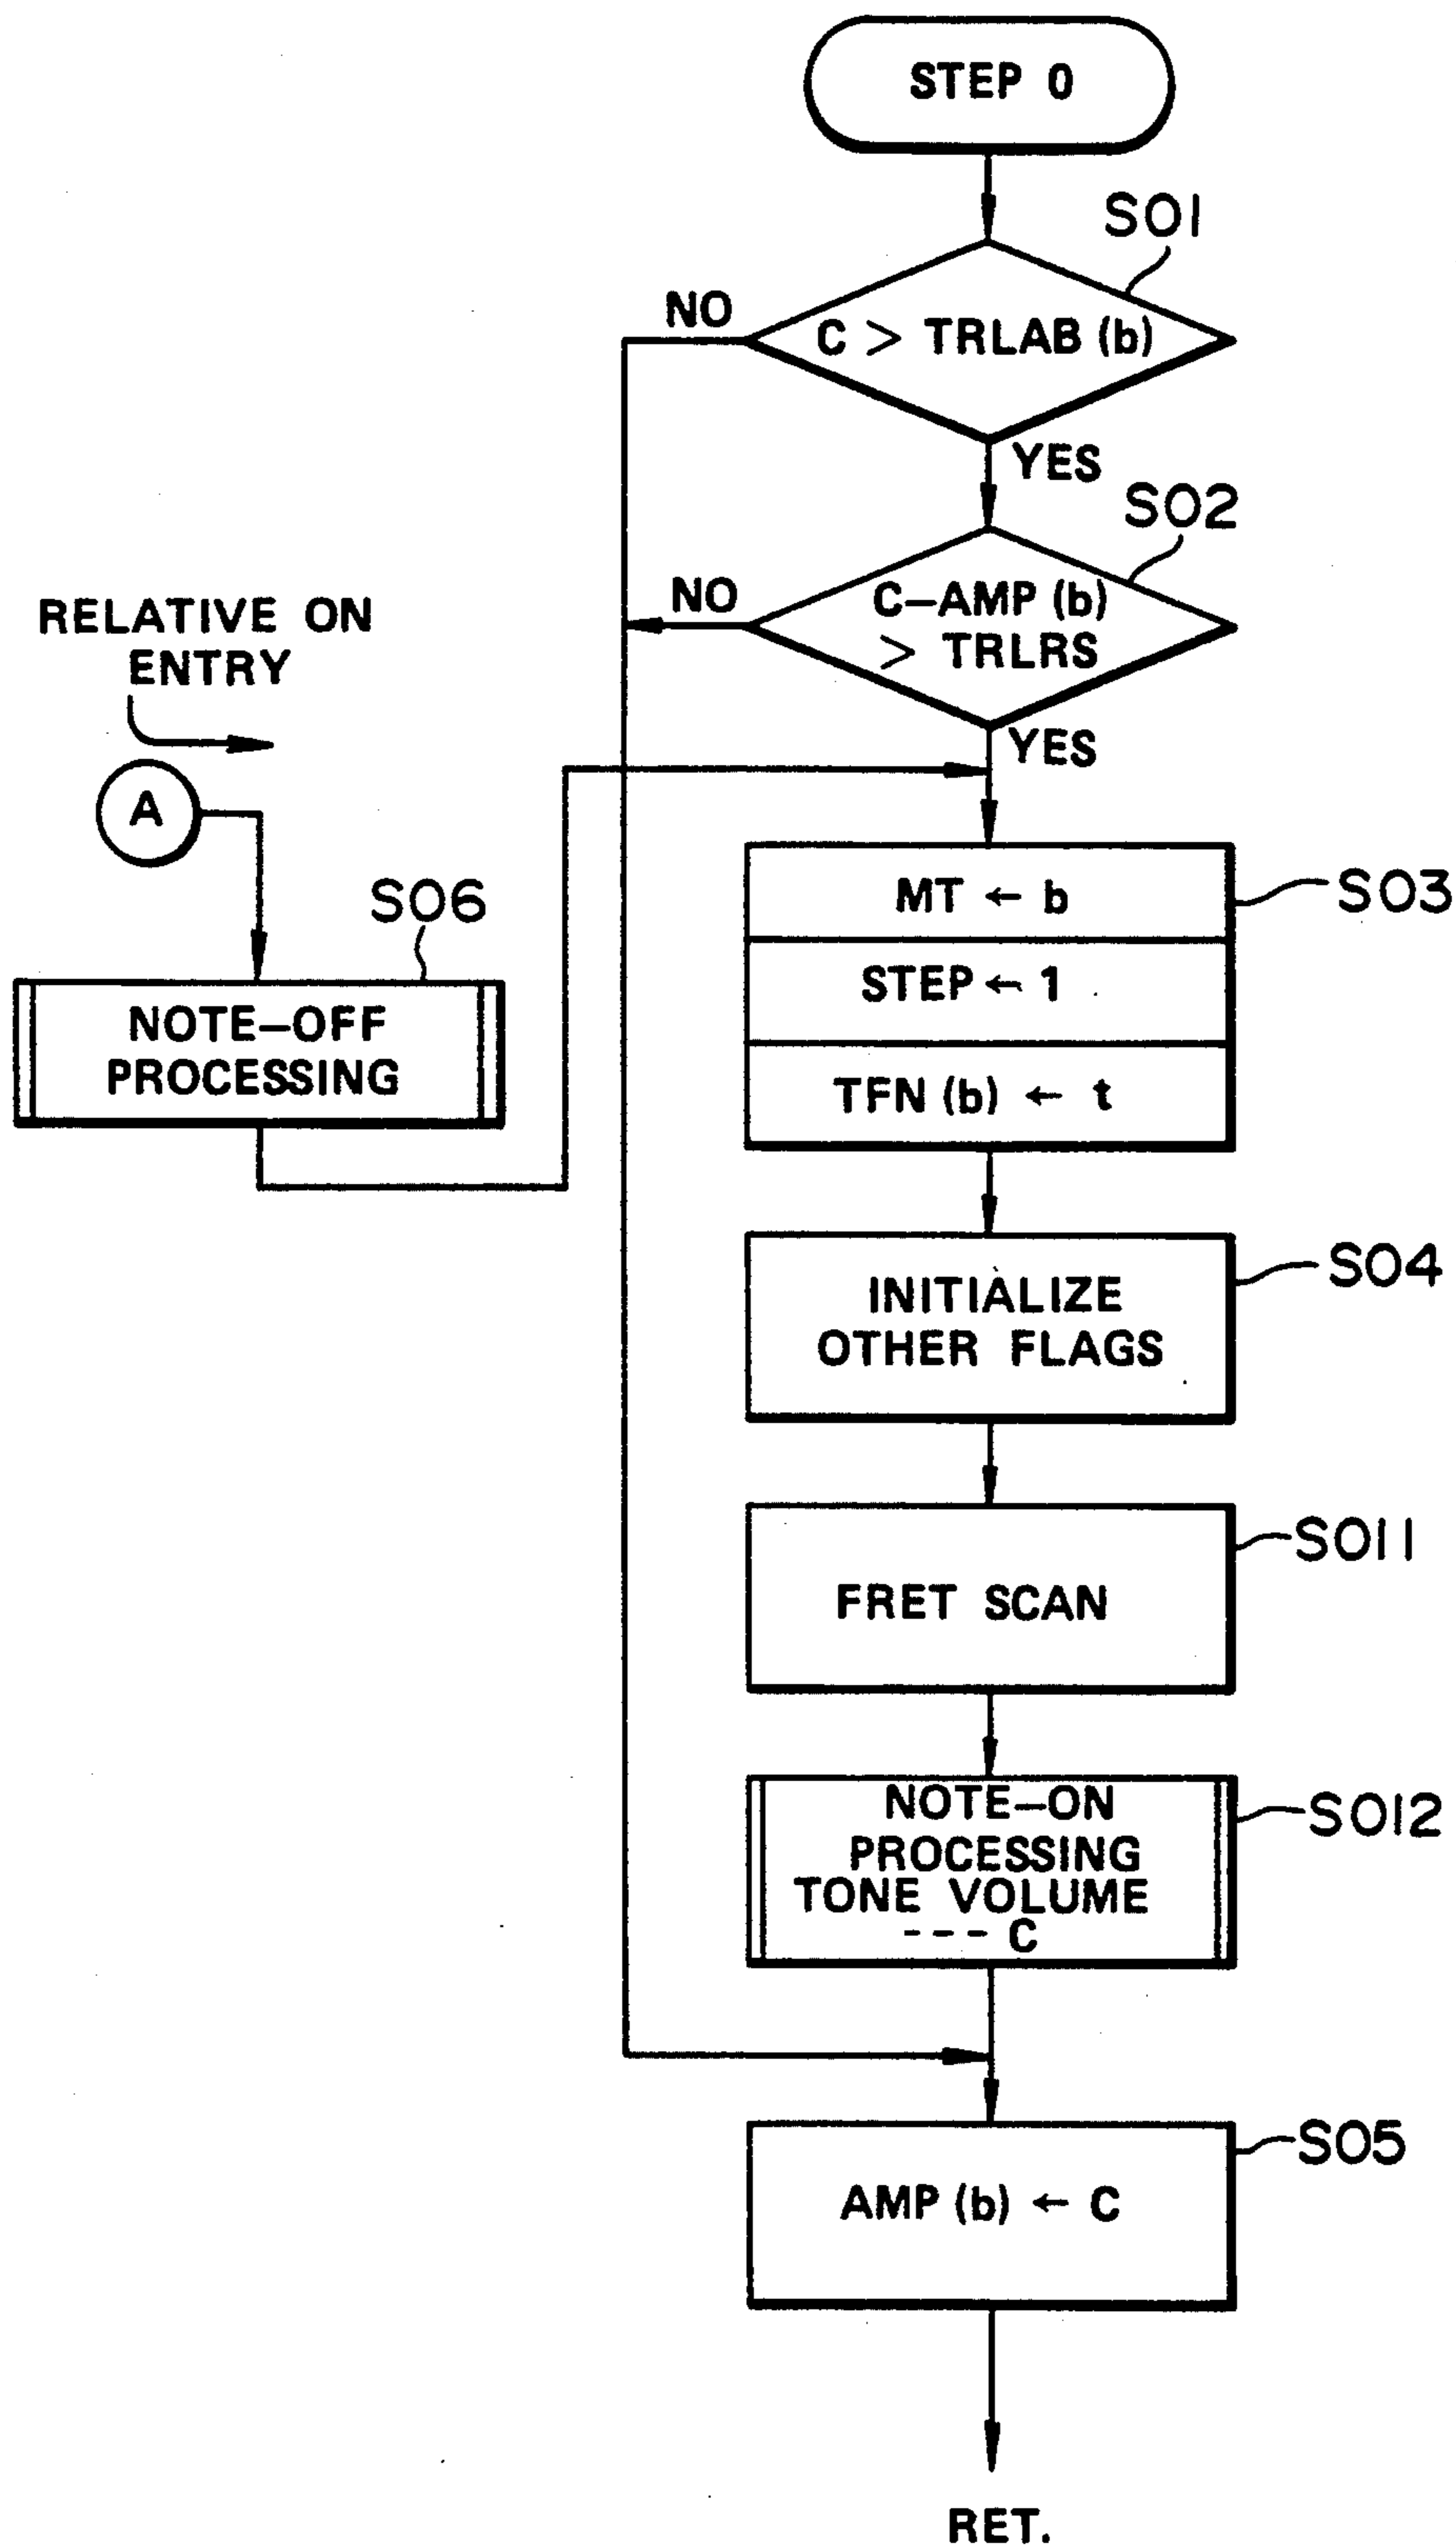 STEP 0
S01
NO
C > TRLAB (b)
YES
S02
NO
C–AMP (b)
> TRLRS
YES
RELATIVE ON
ENTRY
A
S06
NOTE–OFF
PROCESSING
MT ← b
S03
STEP ← 1
TFN (b) ← t
S04
INITIALIZE
OTHER FLAGS
S011
FRET SCAN
S012
NOTE–ON
PROCESSING
TONE VOLUME
--- C
S05
AMP (b) ← C
RET.